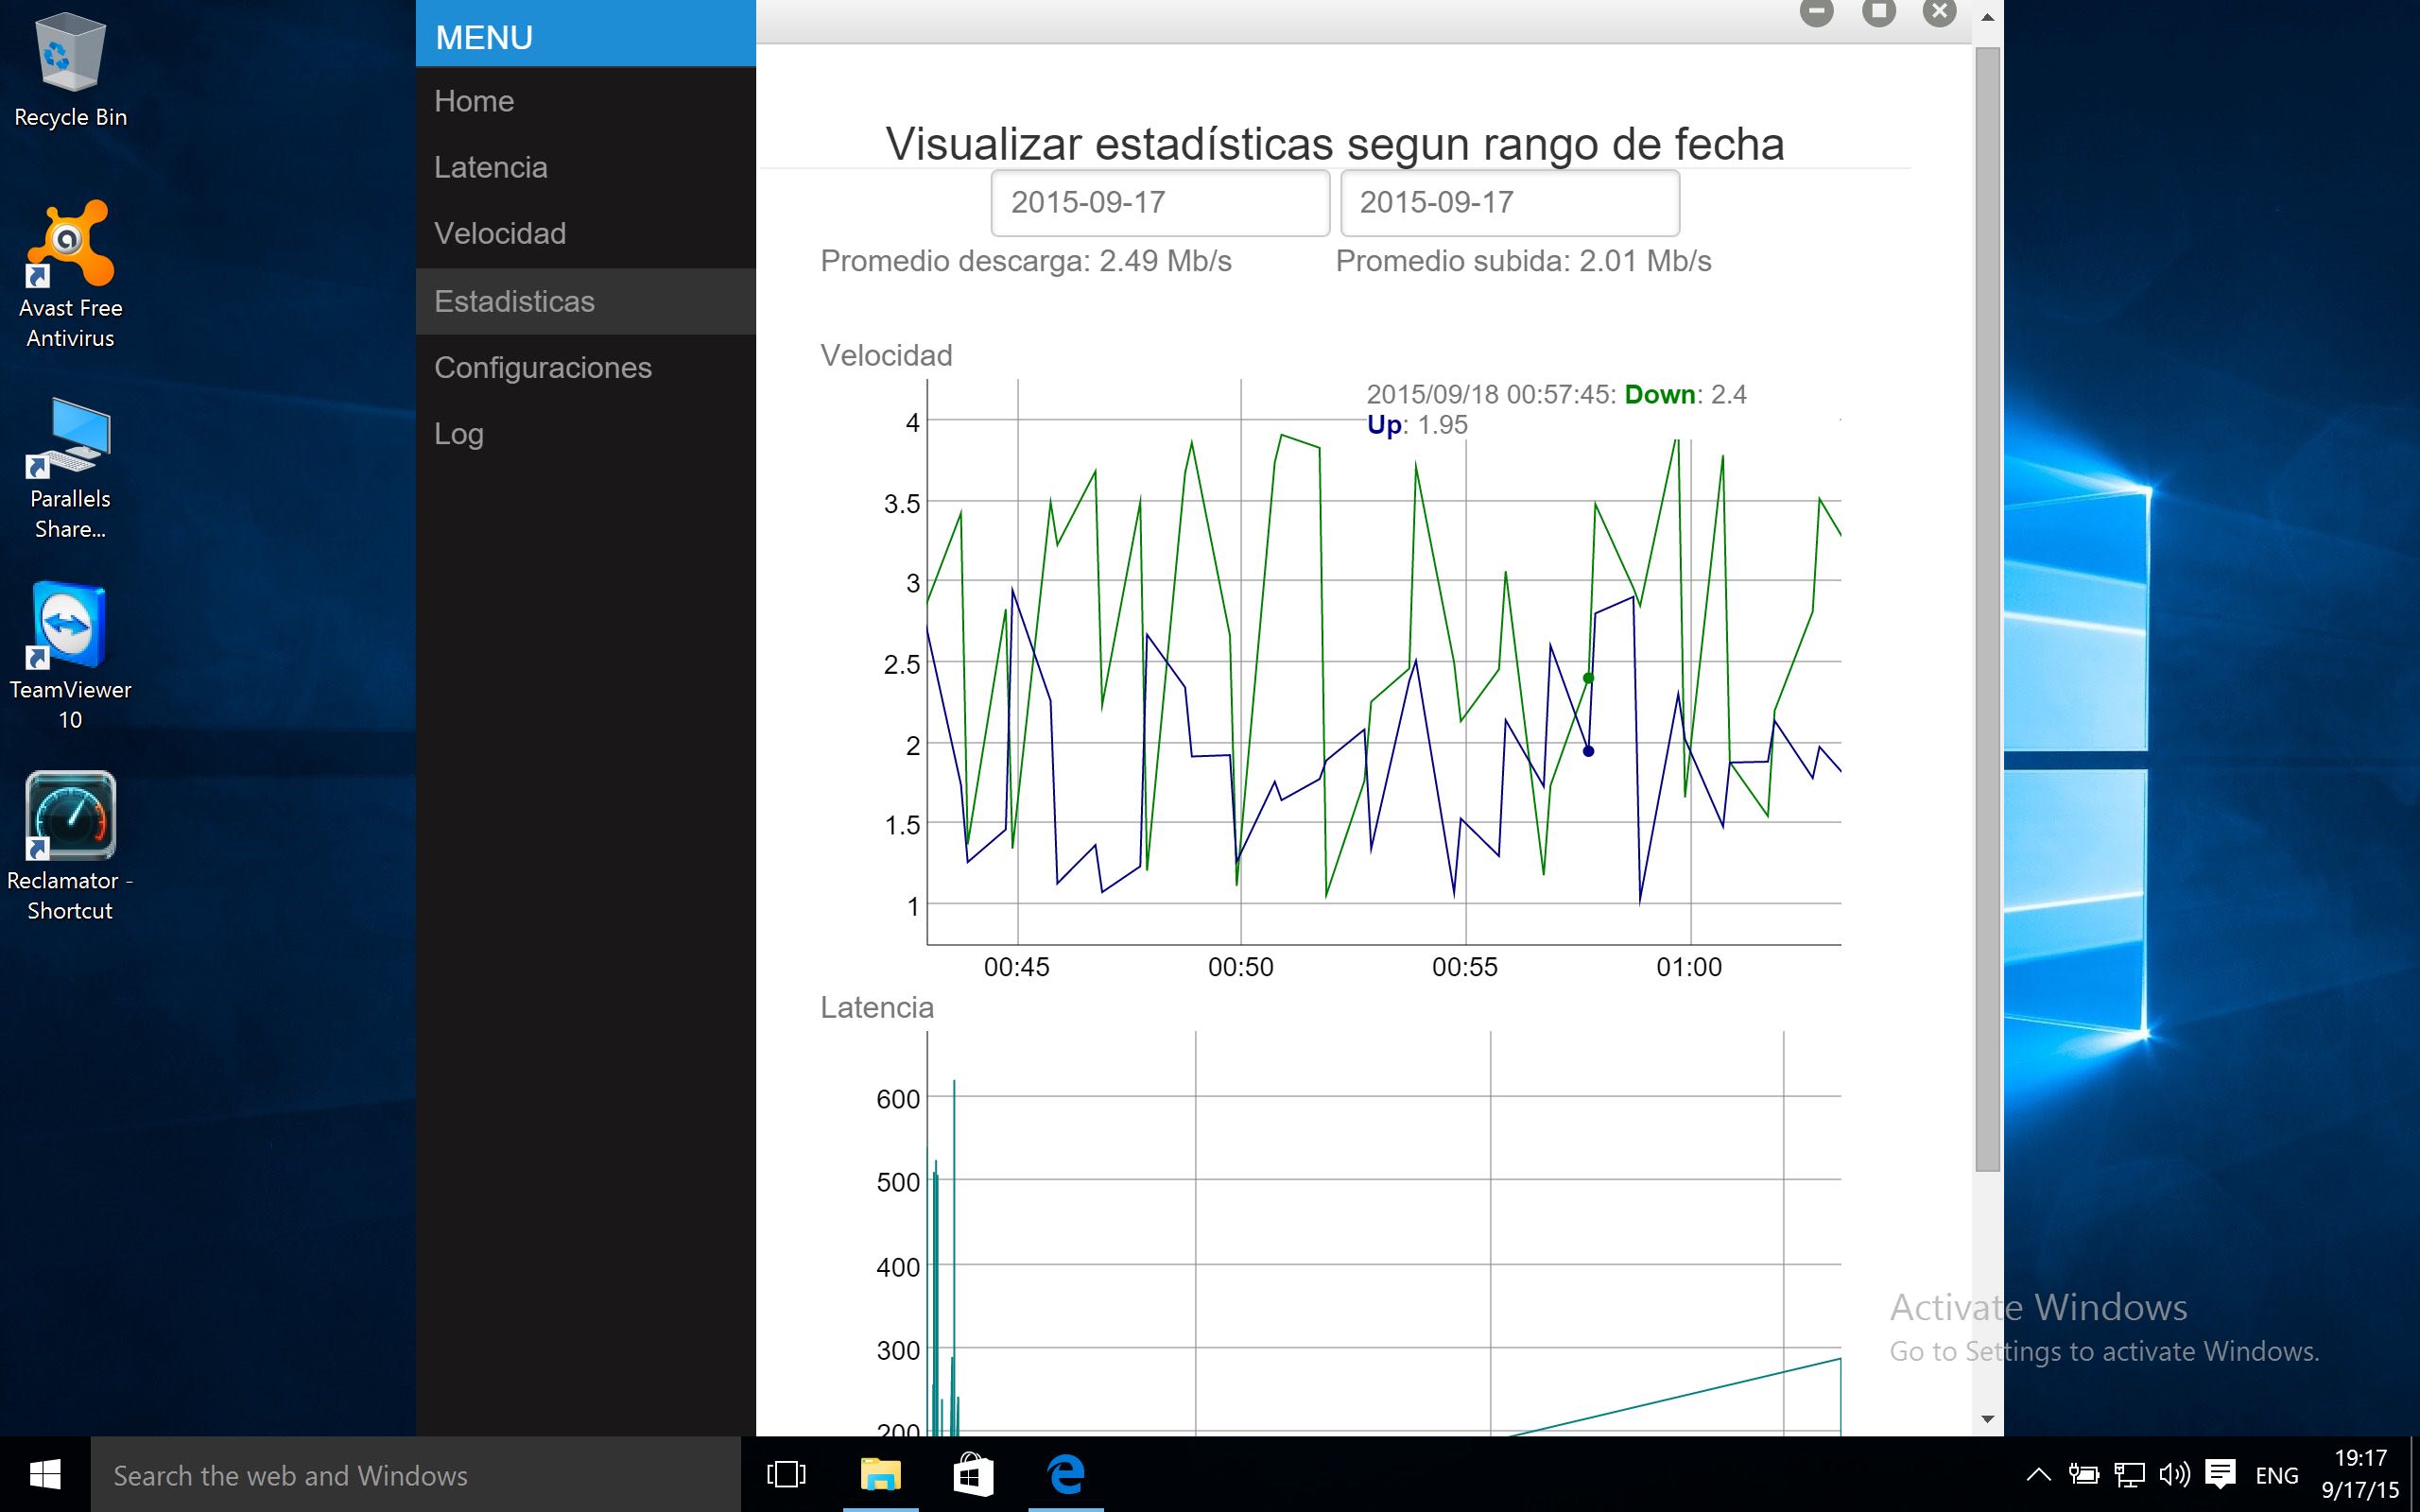 Recycle Bin
Avast Free
Antivirus
Parallels
Share...
TeamViewer
10
Reclamator -
Shortcut
MENU
Home
Latencia
Velocidad
Estadisticas
Configuraciones
Log
Visualizar estadísticas segun rango de fecha
2015-09-17 2015-09-17
Promedio descarga: 2.49 Mb/s Promedio subida: 2.01 Mb/s
Velocidad
2015/09/18 00:57:45: Down: 2.4
Up: 1.95
4
3.5
3
2.5
2
1.5
1
00:45 00:50 00:55 01:00
Latencia
600
500
400
300
200
Activate Windows
Go to Settings to activate Windows.
Search the web and Windows
ENG
19:17
9/17/15